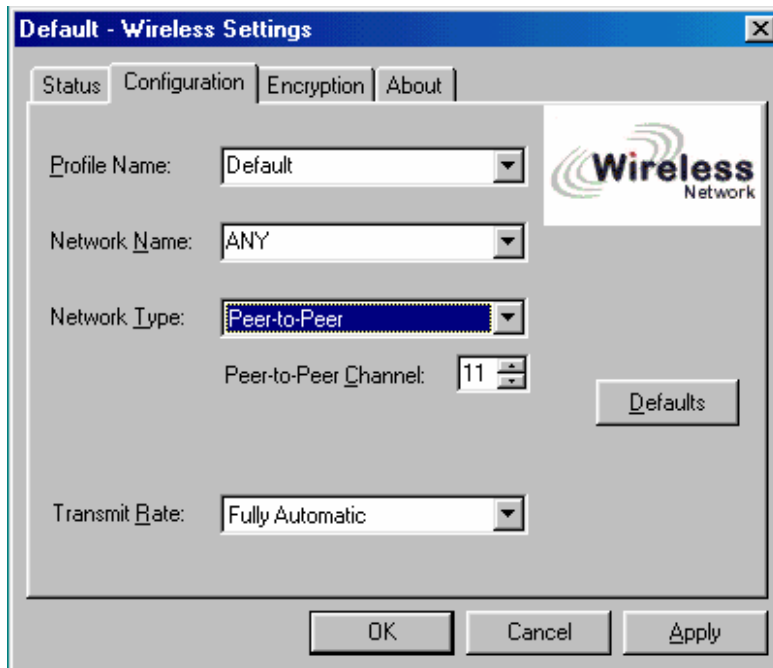 Default - Wireless Settings
Status Configuration Encryption About
Wireless
Network
Profile Name: Default
Network Name: ANY
Network Type: Peer-to-Peer
Peer-to-Peer Channel: 11
Defaults
Transmit Rate: Fully Automatic
OK Cancel Apply